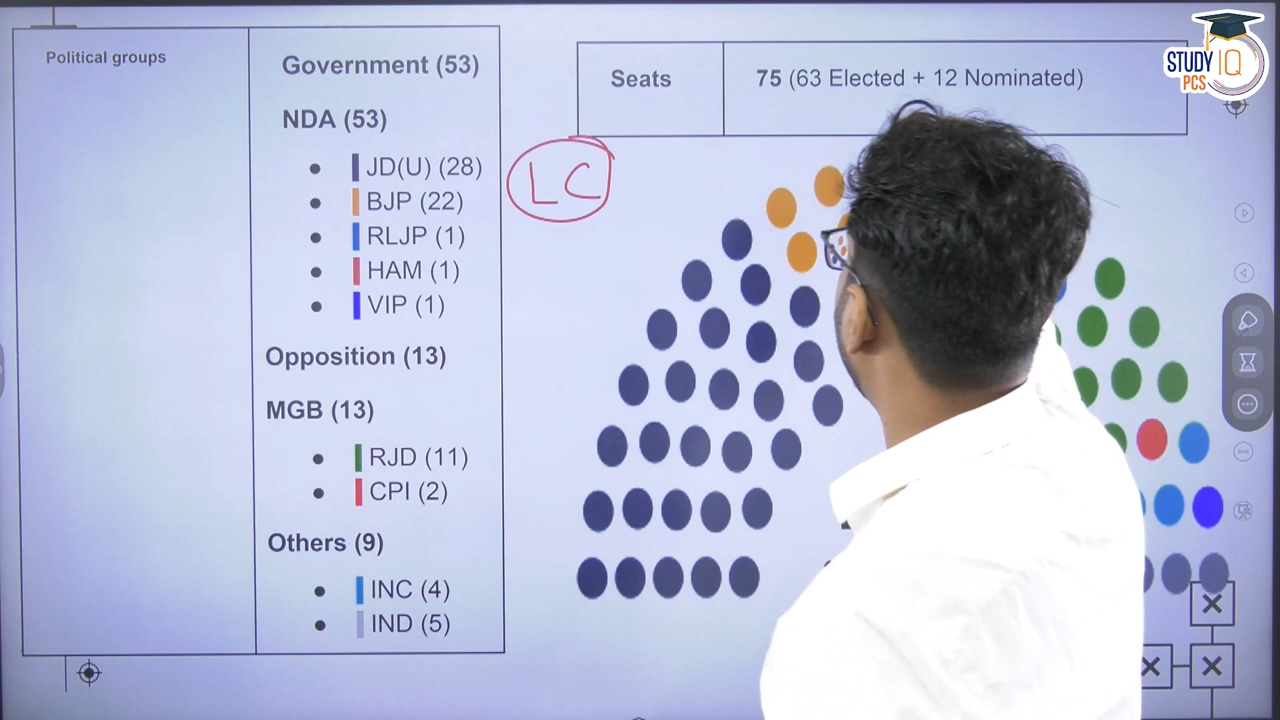 Political groups
Government (53)
NDA (53)
JD(U) (28)
BJP (22)
RLJP (1)
HAM (1)
VIP (1)
Opposition (13)
MGB (13)
RJD (11)
CPI (2)
Others (9)
INC (4)
IND (5)
Seats
75 (63 Elected + 12 Nominated)
LC
STUDY IQ
PCS